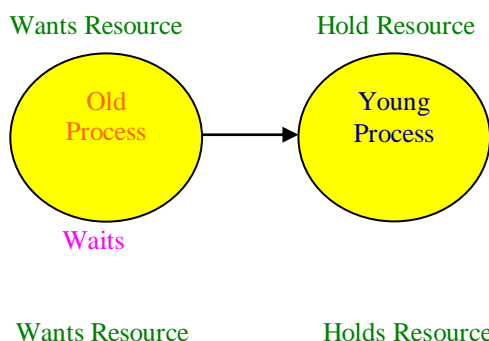 Wants Resource Hold Resource
Old Young
Process Process
Waits
Wants Resource Holds Resource